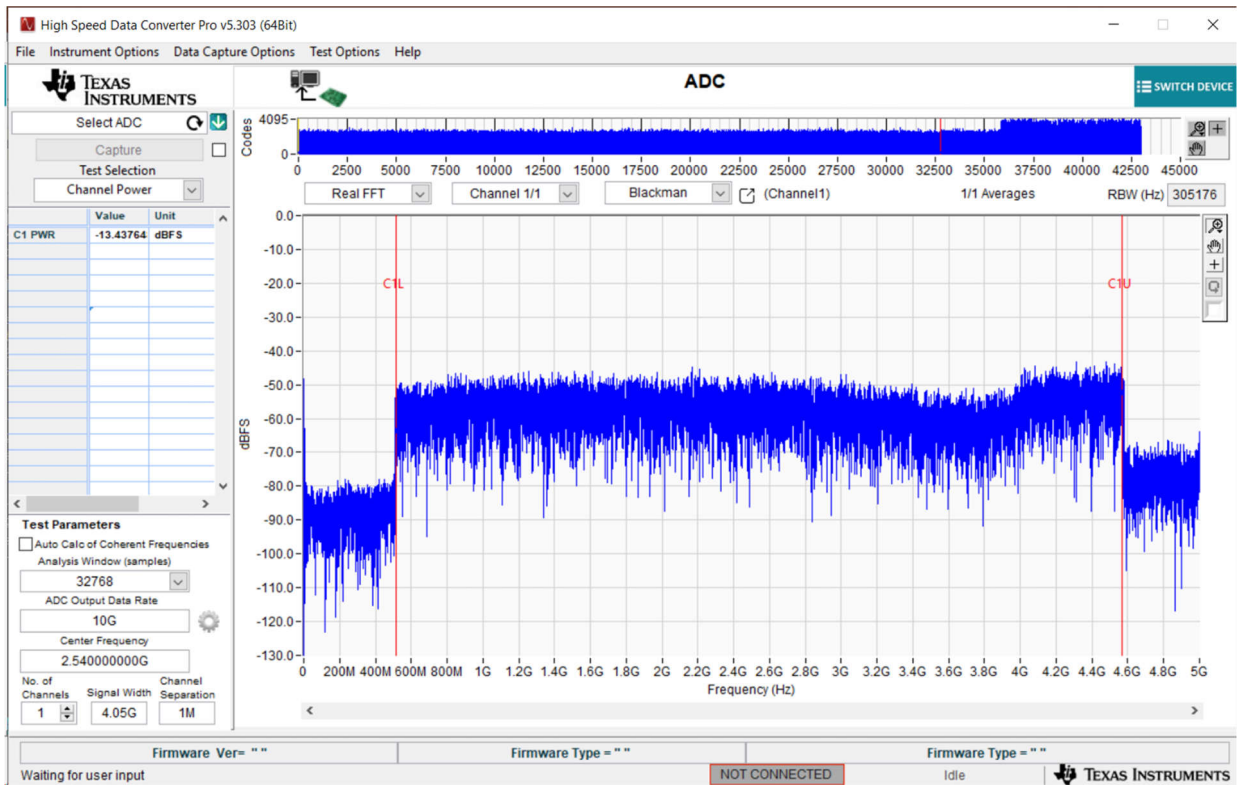 High Speed Data Converter Pro v5.303 (64Bit)
File Instrument Options Data Capture Options Test Options Help
TEXAS
INSTRUMENTS
ADC
SWITCH DEVICE
Select ADC
Capture
Test Selection
Channel Power
Value Unit
C1 PWR -13.43764 dBFS
Codes
4095
0
0 2500 5000 7500 10000 12500 15000 17500 20000 22500 25000 27500 30000 32500 35000 37500 40000 42500 45000
Real FFT Channel 1/1 Blackman (Channel1) 1/1 Averages RBW (Hz) 305176
0.0
-10.0
-20.0
-30.0
-40.0
-50.0
-60.0
-70.0
-80.0
-90.0
-100.0
-110.0
-120.0
-130.0
dBFS
C1L
C1U
0 200M 400M 600M 800M 1G 1.2G 1.4G 1.6G 1.8G 2G 2.2G 2.4G 2.6G 2.8G 3G 3.2G 3.4G 3.6G 3.8G 4G 4.2G 4.4G 4.6G 4.8G 5G
Frequency (Hz)
Test Parameters
Auto Calc of Coherent Frequencies
Analysis Window (samples)
32768
ADC Output Data Rate
10G
Center Frequency
2.540000000G
No. of Channels Signal Width Channel Separation
1 4.05G 1M
Firmware Ver= " " Firmware Type = " " Firmware Type = " "
Waiting for user input NOT CONNECTED Idle TEXAS INSTRUMENTS